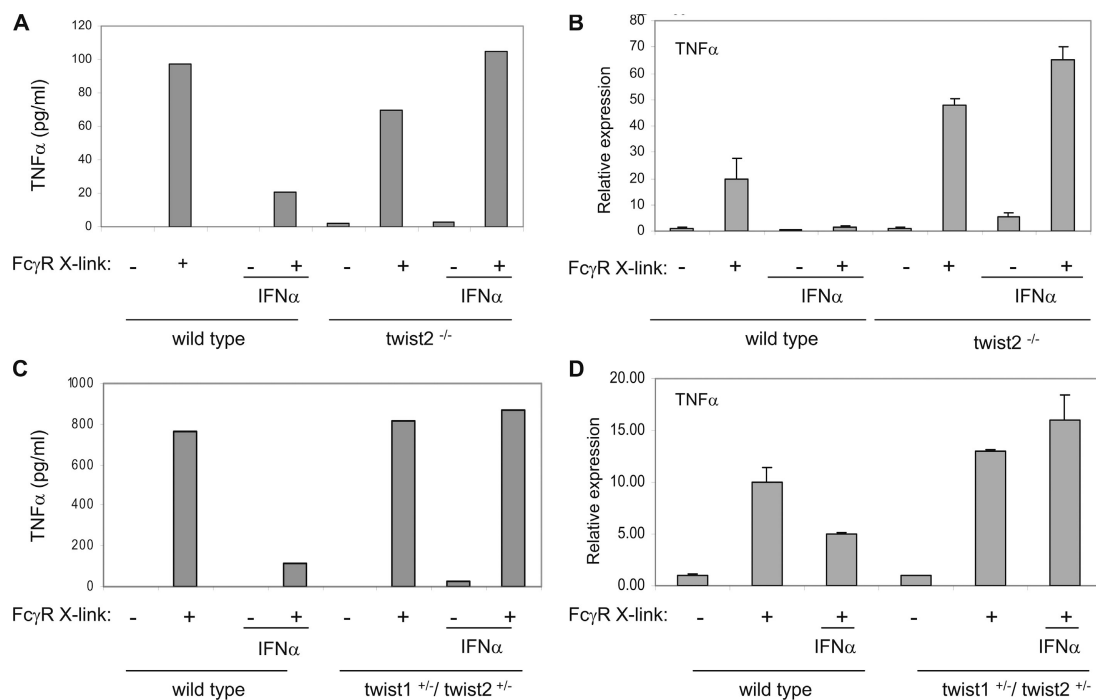 A
TNFα (pg/ml)
120
100
80
60
40
20
0
FcγR X-link: - + - + - + - +
IFNα IFNα
wild type twist2 -/-
B
TNFα
Relative expression
80
70
60
50
40
30
20
10
0
FcγR X-link: - + - + - + - +
IFNα IFNα
wild type twist2 -/-
C
TNFα (pg/ml)
1000
800
600
400
200
0
FcγR X-link: - + - + - + - +
IFNα IFNα
wild type twist1 +/-/ twist2 +/-
D
TNFα
Relative expression
20.00
15.00
10.00
5.00
0.00
FcγR X-link: - + + - + +
IFNα IFNα
wild type twist1 +/-/ twist2 +/-